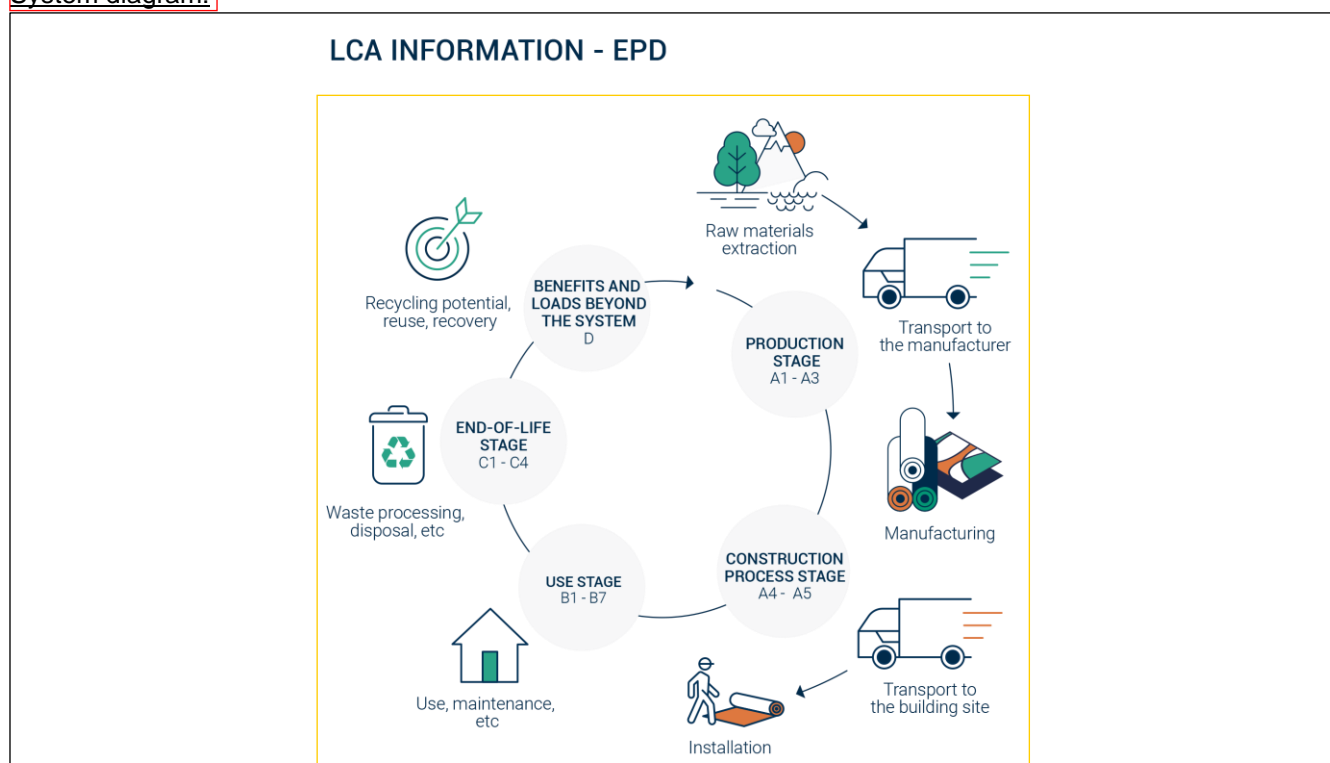 System diagram:
LCA INFORMATION - EPD
Raw materials
extraction
Transport to
the manufacturer
Manufacturing
Transport to
the building site
Installation
Use, maintenance,
etc
Waste processing,
disposal, etc
Recycling potential,
reuse, recovery
BENEFITS AND
LOADS BEYOND
THE SYSTEM
D
PRODUCTION
STAGE
A1 - A3
CONSTRUCTION
PROCESS STAGE
A4 - A5
USE STAGE
B1 - B7
END-OF-LIFE
STAGE
C1 - C4